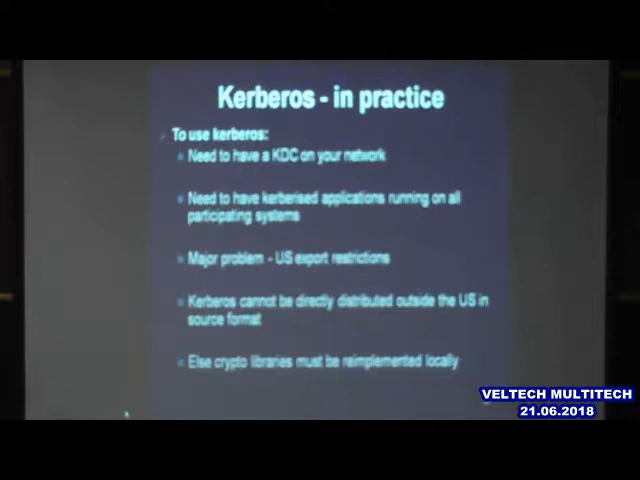 Kerberos - in practice
To use kerberos:
Need to have a KDC on your network
Need to have kerberised applications running on all
participating systems
Major problem - US export restrictions
Kerberos cannot be directly distributed outside the US in
source format
Else crypto libraries must be reimplemented locally
VELTECH MULTITECH
21.06.2018